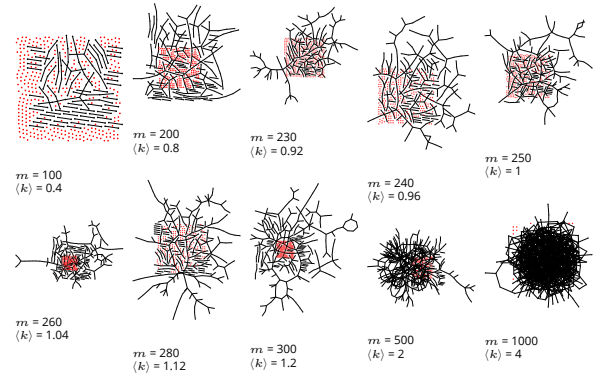 m = 100
⟨k⟩ = 0.4
m = 200
⟨k⟩ = 0.8
m = 230
⟨k⟩ = 0.92
m = 240
⟨k⟩ = 0.96
m = 250
⟨k⟩ = 1
m = 260
⟨k⟩ = 1.04
m = 280
⟨k⟩ = 1.12
m = 300
⟨k⟩ = 1.2
m = 500
⟨k⟩ = 2
m = 1000
⟨k⟩ = 4